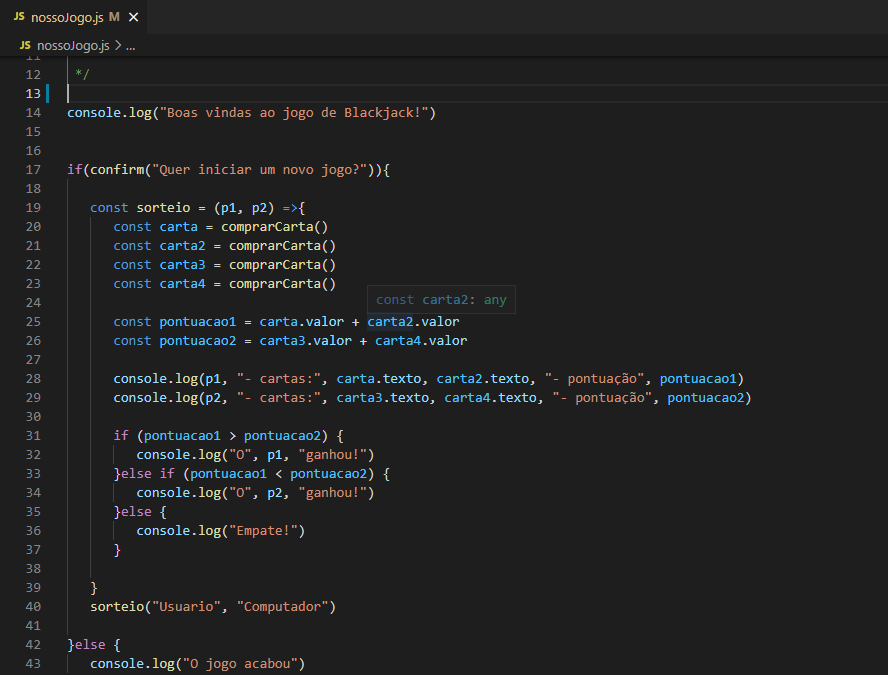 JS nossoJogo.js M ×
JS nossoJogo.js > ...
11
12 */
13
14 console.log("Boas vindas ao jogo de Blackjack!")
15
16
17 if(confirm("Quer iniciar um novo jogo?")){
18
19 const sorteio = (p1, p2) =>{
20 const carta = comprarCarta()
21 const carta2 = comprarCarta()
22 const carta3 = comprarCarta()
23 const carta4 = comprarCarta()
24
const carta2: any
25 const pontuacao1 = carta.valor + carta2.valor
26 const pontuacao2 = carta3.valor + carta4.valor
27
28 console.log(p1, "- cartas:", carta.texto, carta2.texto, "- pontuação", pontuacao1)
29 console.log(p2, "- cartas:", carta3.texto, carta4.texto, "- pontuação", pontuacao2)
30
31 if (pontuacao1 > pontuacao2) {
32 console.log("O", p1, "ganhou!")
33 }else if (pontuacao1 < pontuacao2) {
34 console.log("O", p2, "ganhou!")
35 }else {
36 console.log("Empate!")
37 }
38
39 }
40 sorteio("Usuario", "Computador")
41
42 }else {
43 console.log("O jogo acabou")